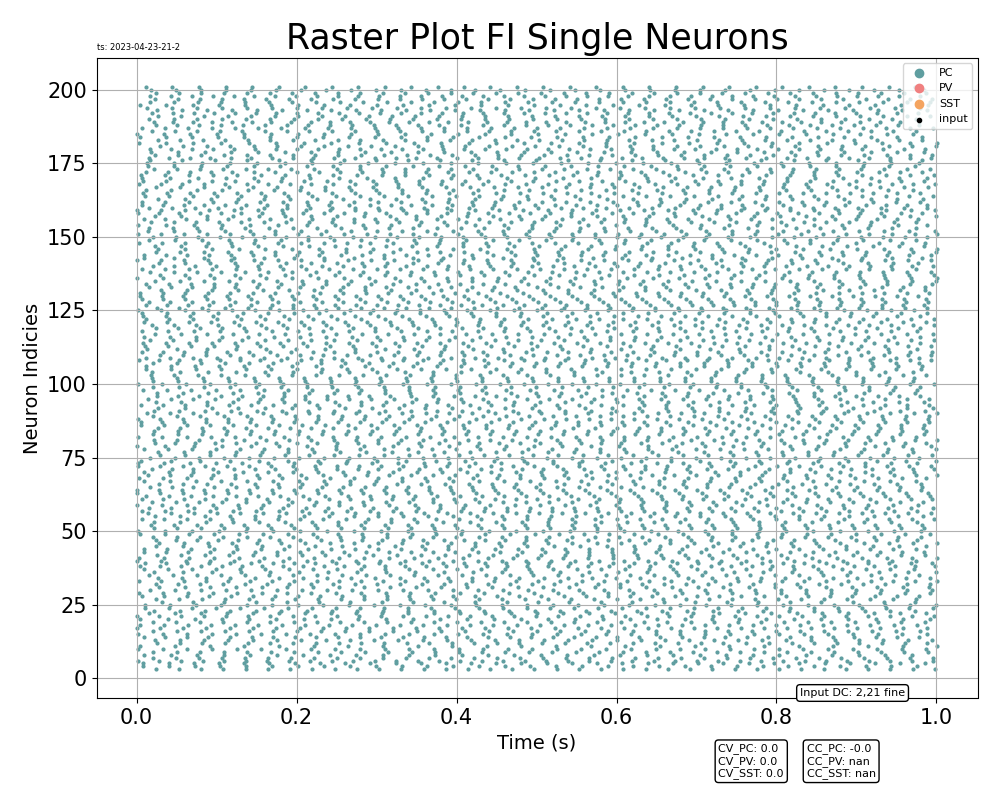 Raster Plot FI Single Neurons
ts: 2023-04-23-21-2
PC
PV
SST
input
200
175
150
125
100
75
50
25
0
Neuron Indicies
Input DC: 2,21 fine
0.0 0.2 0.4 0.6 0.8 1.0
Time (s)
CV_PC: 0.0
CV_PV: 0.0
CV_SST: 0.0
CC_PC: -0.0
CC_PV: nan
CC_SST: nan